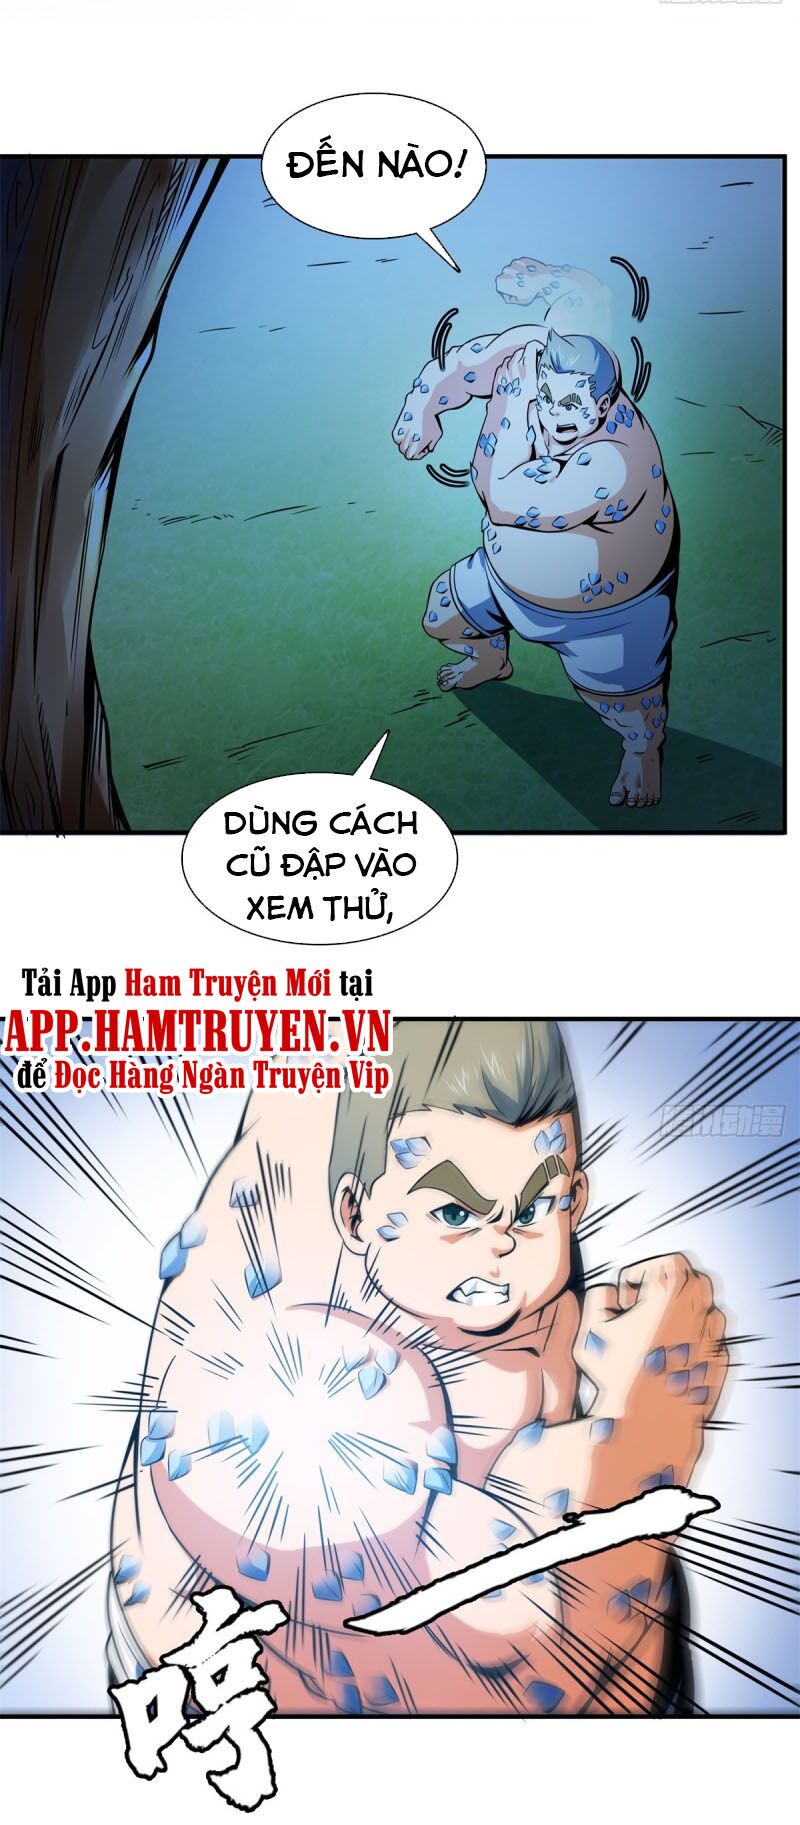 ĐẾN NÀO!
DÙNG CÁCH
CŨ ĐẬP VÀO
XEM THỬ,
Tải App Ham Truyện Mới tại
APP.HAMTRUYEN.VN
để Đọc Hàng Ngàn Truyện Vip
哼一